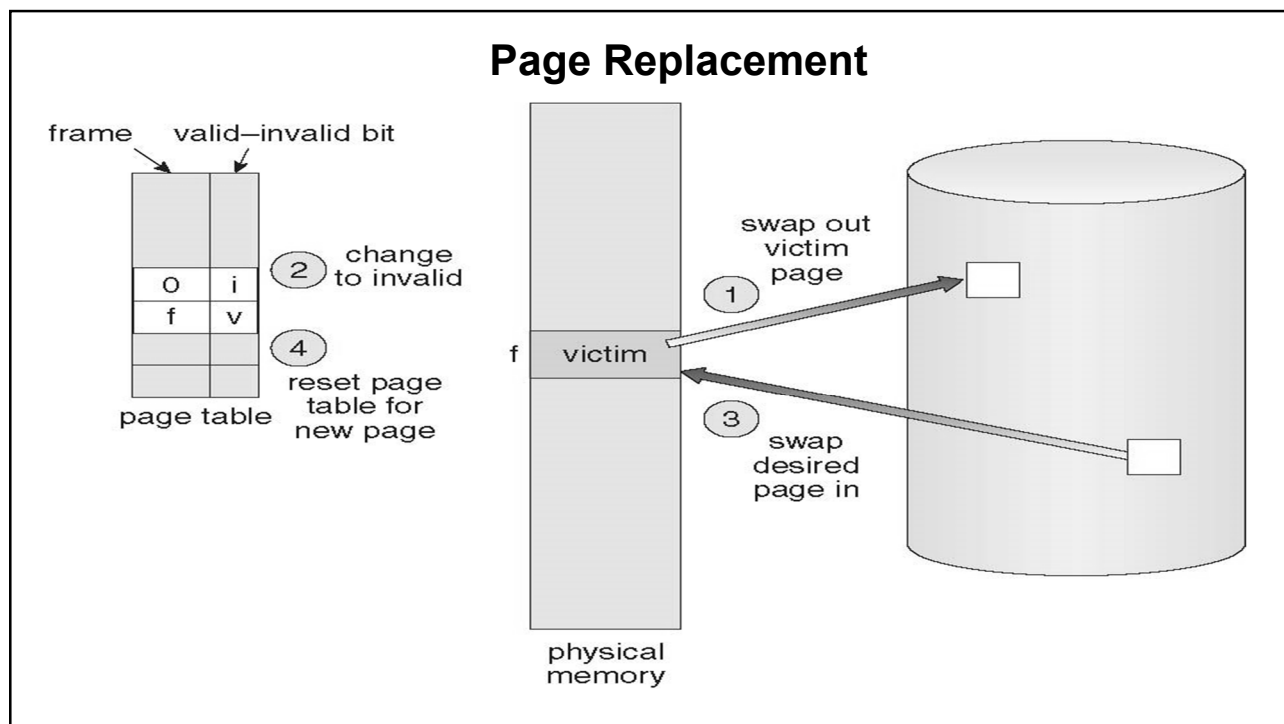 Page Replacement
frame valid–invalid bit
0 i
f v
2 change
to invalid
4
reset page
table for
new page
page table
f victim
physical
memory
1
swap out
victim
page
3
swap
desired
page in